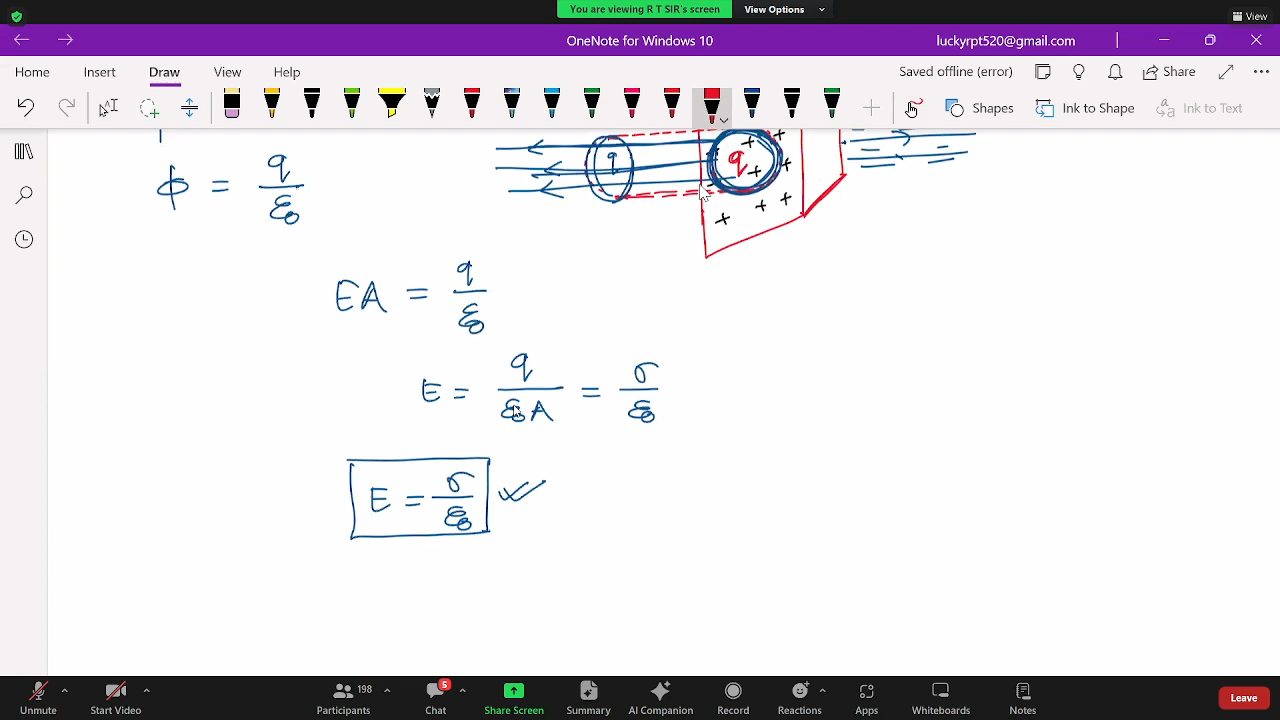 You are viewing R T SIR's screen
View Options
View
OneNote for Windows 10
luckyrpt520@gmail.com
Home
Insert
Draw
View
Help
Saved offline (error)
Share
Shapes
Ink to Shape
Ink to Text
q
q
+ + + + + + +
ϕ = q/ε0
EA = q/ε0
E = q/ε0A = σ/ε0
E = σ/ε0
Unmute
Start Video
198
Participants
5
Chat
Share Screen
Summary
AI Companion
Record
Reactions
Apps
Whiteboards
Notes
Leave